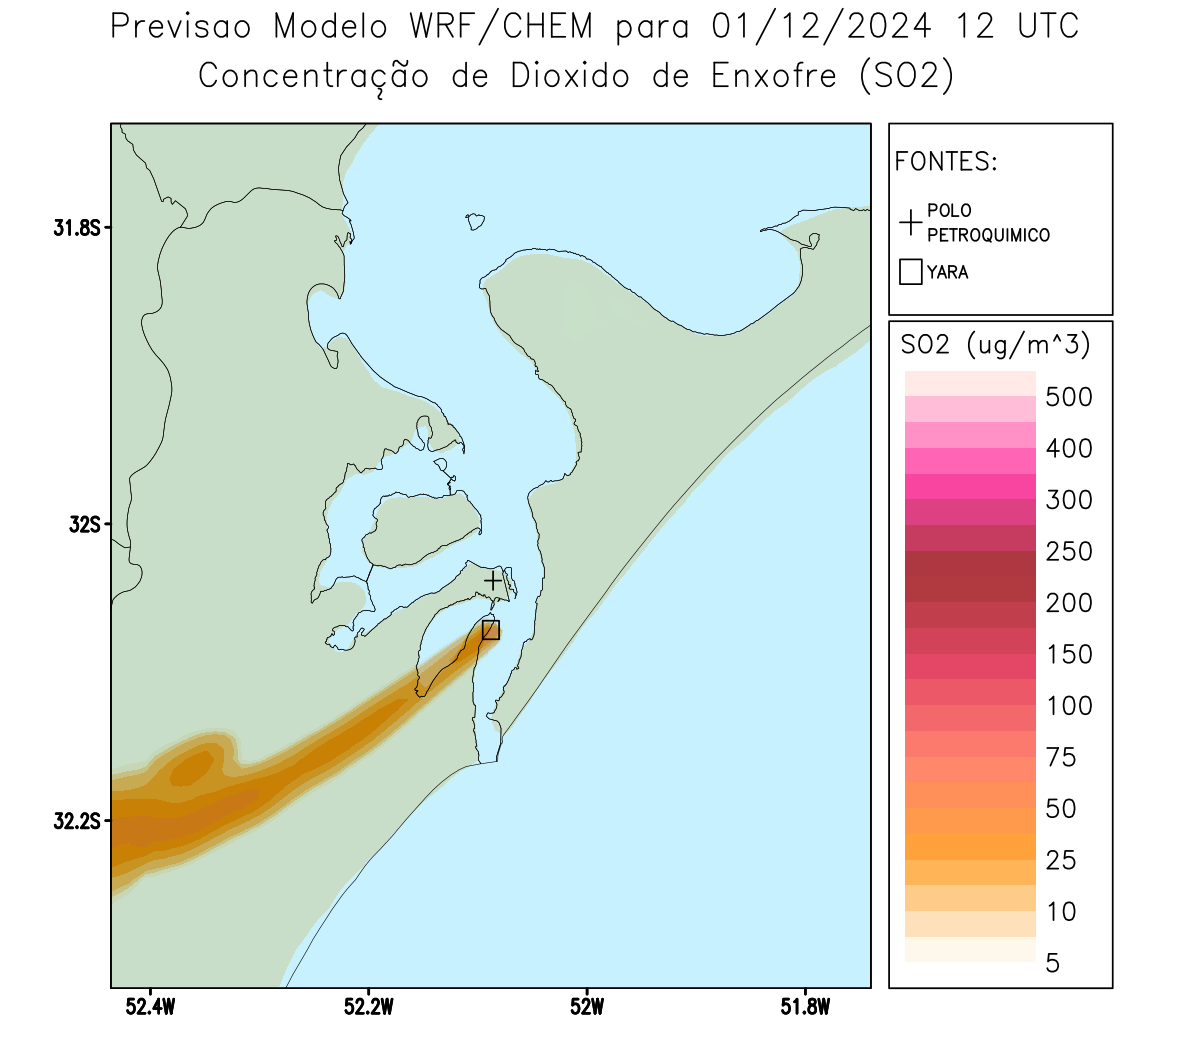 Previsao Modelo WRF/CHEM para 01/12/2024 12 UTC
Concentração de Dioxido de Enxofre (SO2)
FONTES:
POLO
PETROQUIMICO
YARA
SO2 (ug/m^3)
500
400
300
250
200
150
100
75
50
25
10
5
31.8S
32S
32.2S
52.4W
52.2W
52W
51.8W